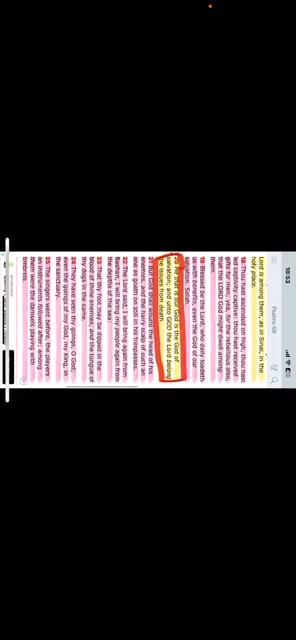 10:53
Psalms 68
Lord is among them, as in Sinai, in the
holy place.
18 Thou hast ascended on high, thou hast
led captivity captive: thou hast received
gifts for men; yea, for the rebellious also,
that the LORD God might dwell among
them.
19 Blessed be the Lord, who daily loadeth
us with benefits, even the God of our
salvation. Selah.
20 He that is our God is the God of
salvation; and unto GOD the Lord belong
the issues from death.
21 But God shall wound the head of his
enemies, and the hairy scalp of such an
one as goeth on still in his trespasses.
22 The Lord said, I will bring again from
Bashan, I will bring my people again from
the depths of the sea:
23 That thy foot may be dipped in the
blood of thine enemies, and the tongue of
thy dogs in the same.
24 They have seen thy goings, O God;
even the goings of my God, my King, in
the sanctuary.
25 The singers went before, the players
on instruments followed after; among
them were the damsels playing with
timbrels.